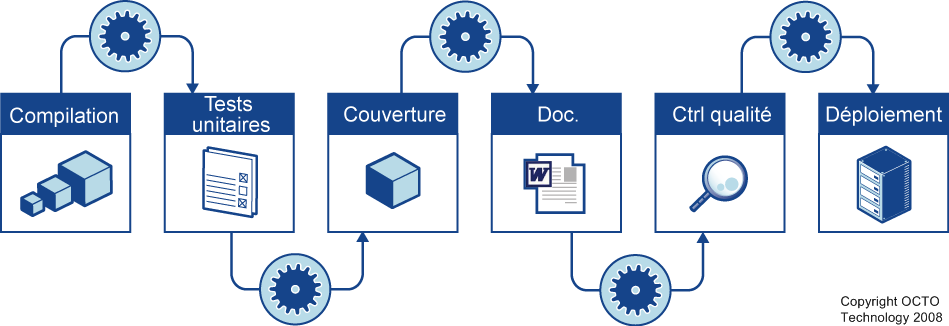 Compilation
Tests
unitaires
Couverture
Doc.
Ctrl qualité
Déploiement
W
Copyright OCTO
Technology 2008